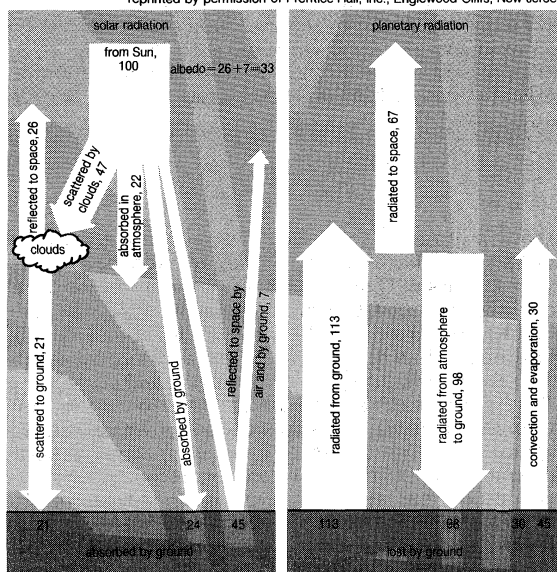 reprinted by permission of Prentice Hall, Inc., Englewood Cliffs, New Jerse
solar radiation
from Sun,
100
albedo=26+7=33
reflected to space, 26
scattered by
clouds, 47
absorbed in
atmosphere, 22
clouds
scattered to ground, 21
absorbed by ground
reflected to space by
air and by ground, 7
21
24
45
absorbed by ground
planetary radiation
radiated to space, 67
radiated from ground, 113
radiated from atmosphere
to ground, 98
convection and evaporation, 30
113
98
30
45
lost by ground